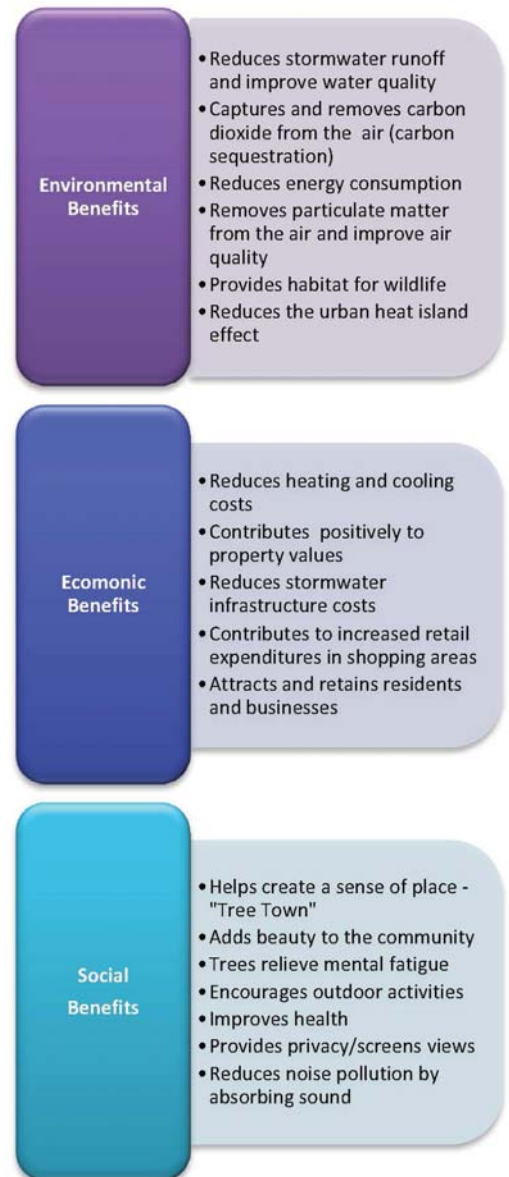 Environmental
Benefits
• Reduces stormwater runoff
and improve water quality
• Captures and removes carbon
dioxide from the air (carbon
sequestration)
• Reduces energy consumption
• Removes particulate matter
from the air and improve air
quality
• Provides habitat for wildlife
• Reduces the urban heat island
effect
Ecomonic
Benefits
• Reduces heating and cooling
costs
• Contributes positively to
property values
• Reduces stormwater
infrastructure costs
• Contributes to increased retail
expenditures in shopping areas
• Attracts and retains residents
and businesses
Social
Benefits
• Helps create a sense of place -
"Tree Town"
• Adds beauty to the community
• Trees relieve mental fatigue
• Encourages outdoor activities
• Improves health
• Provides privacy/screens views
• Reduces noise pollution by
absorbing sound